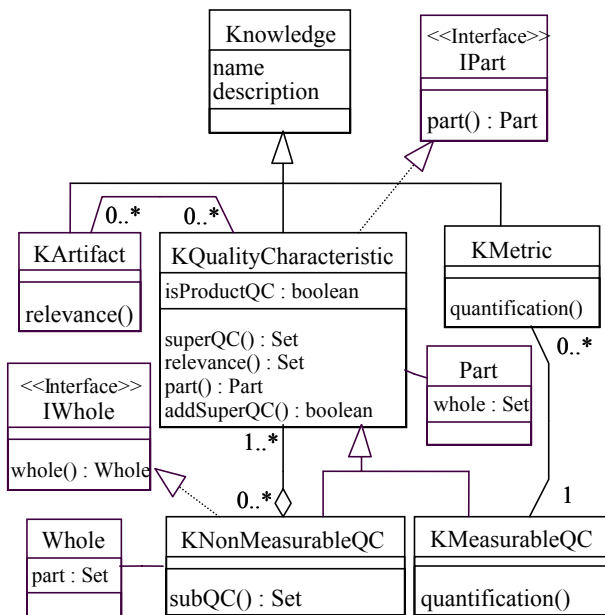 Knowledge
name
description
<<Interface>>
IPart
part() : Part
0..*
0..*
KArtifact
relevance()
KQualityCharacteristic
isProductQC : boolean
superQC() : Set
relevance() : Set
part() : Part
addSuperQC() : boolean
KMetric
quantification()
0..*
Part
whole : Set
<<Interface>>
IWhole
whole() : Whole
1..*
0..*
1
Whole
part : Set
KNonMeasurableQC
subQC() : Set
KMeasurableQC
quantification()